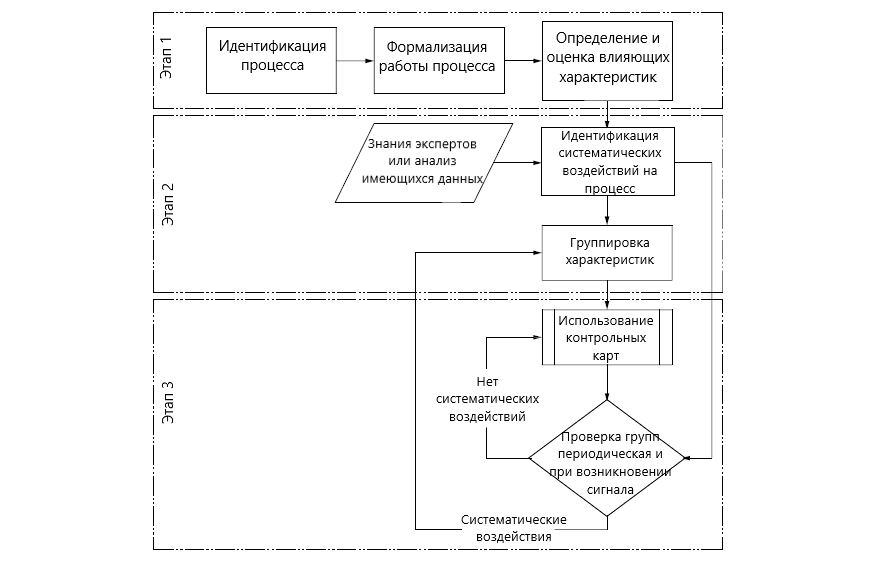 Этап 1
Идентификация
процесса
Формализация
работы процесса
Определение и
оценка влияющих
характеристик
Этап 2
Знания экспертов
или анализ
имеющихся данных
Идентификация
систематических
воздействий на
процесс
Группировка
характеристик
Этап 3
Использование
контрольных
карт
Нет
систематических
воздействий
Проверка групп
периодическая и
при возникновении
сигнала
Систематические
воздействия